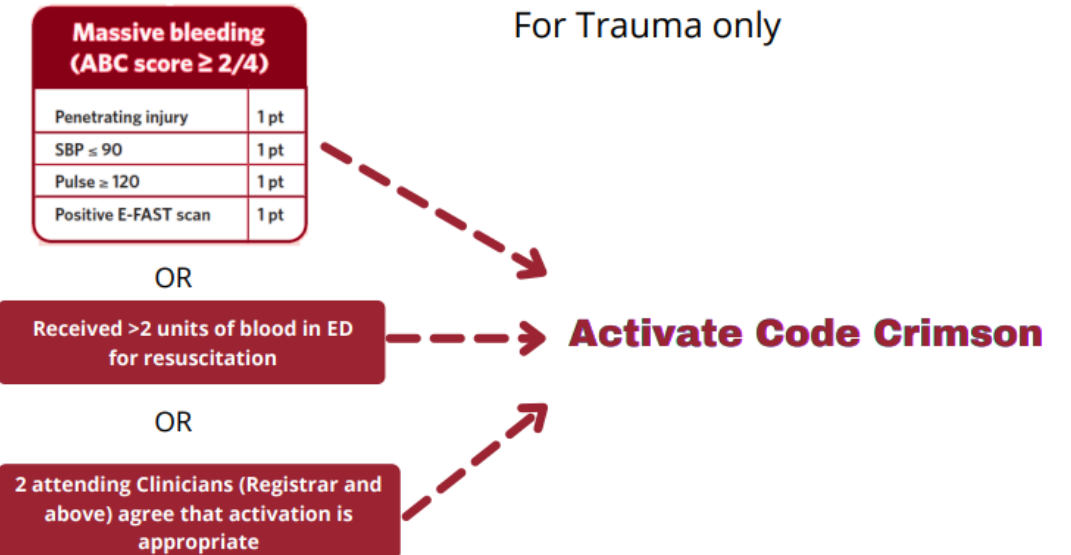 For Trauma only
Massive bleeding
(ABC score ≥ 2/4)
Penetrating injury 1 pt
SBP ≤ 90 1 pt
Pulse ≥ 120 1 pt
Positive E-FAST scan 1 pt
OR
Received >2 units of blood in ED
for resuscitation
Activate Code Crimson
OR
2 attending Clinicians (Registrar and
above) agree that activation is
appropriate